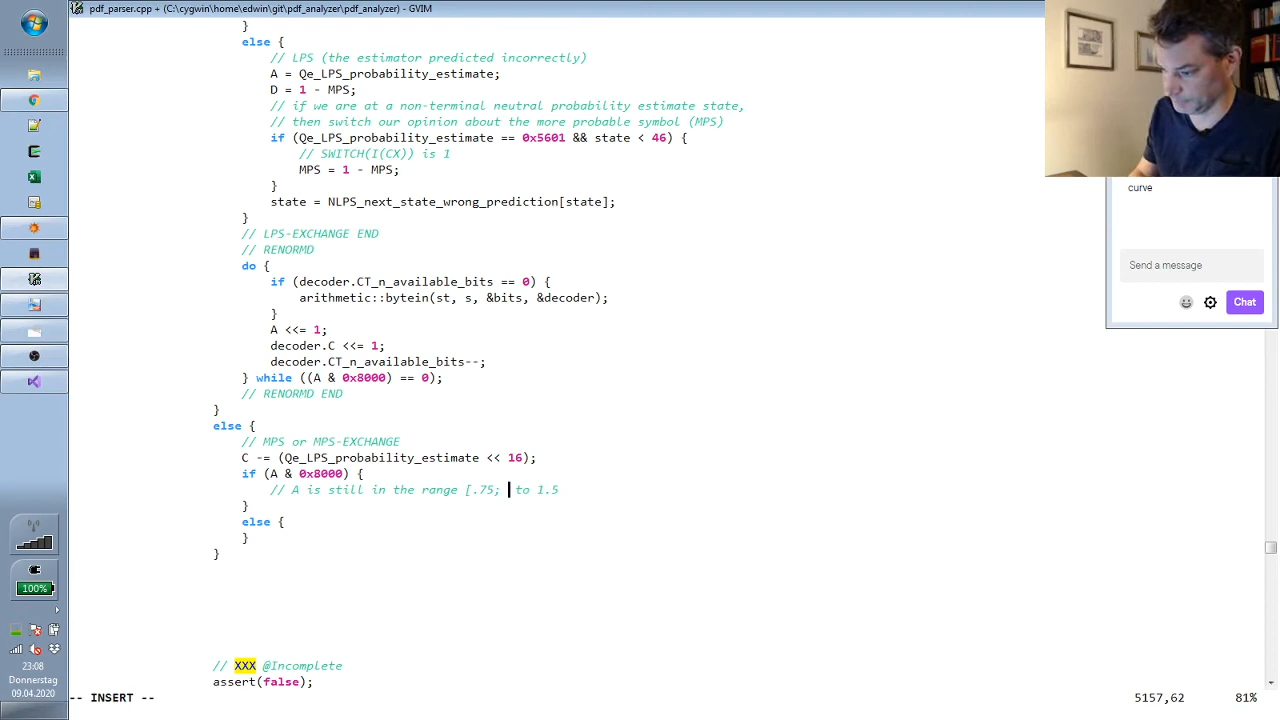 pdf_parser.cpp + (C:\cygwin\home\edwin\git\pdf_analyzer\pdf_analyzer) - GVIM
}
else {
// LPS (the estimator predicted incorrectly)
A = Qe_LPS_probability_estimate;
D = 1 - MPS;
// if we are at a non-terminal neutral probability estimate state,
// then switch our opinion about the more probable symbol (MPS)
if (Qe_LPS_probability_estimate == 0x5601 && state < 46) {
// SWITCH(I(CX)) is 1
MPS = 1 - MPS;
}
state = NLPS_next_state_wrong_prediction[state];
}
// LPS-EXCHANGE END
// RENORMD
do {
if (decoder.CT_n_available_bits == 0) {
arithmetic::bytein(st, s, &bits, &decoder);
}
A <<= 1;
decoder.C <<= 1;
decoder.CT_n_available_bits--;
} while ((A & 0x8000) == 0);
// RENORMD END
}
else {
// MPS or MPS-EXCHANGE
C -= (Qe_LPS_probability_estimate << 16);
if (A & 0x8000) {
// A is still in the range [.75; to 1.5
}
else {
}
}
// XXX @Incomplete
assert(false);
-- INSERT --
5157,62
81%
curve
Send a message
Chat
100%
23:08
Donnerstag
09.04.2020